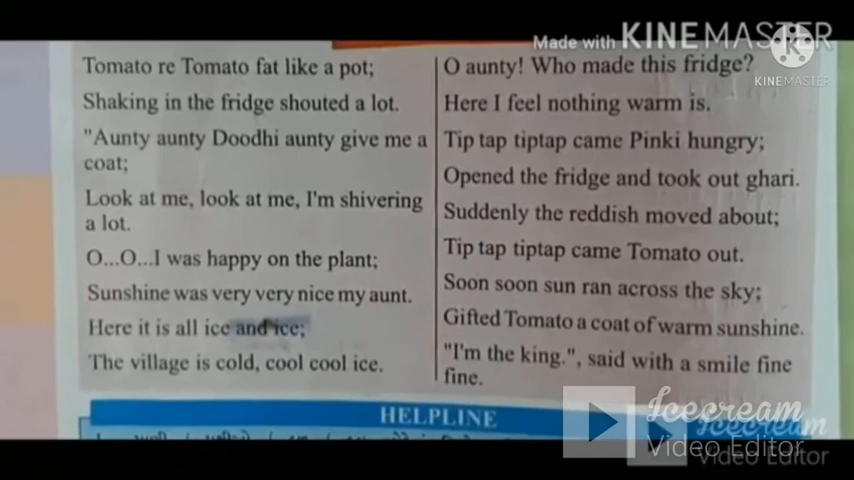 Made with KINEMASTER
KINEMASTER
Tomato re Tomato fat like a pot;
Shaking in the fridge shouted a lot.
"Aunty aunty Doodhi aunty give me a
coat;
Look at me, look at me, I'm shivering
a lot.
O...O...I was happy on the plant;
Sunshine was very very nice my aunt.
Here it is all ice and ice;
The village is cold, cool cool ice.
O aunty! Who made this fridge?
Here I feel nothing warm is.
Tip tap tiptap came Pinki hungry;
Opened the fridge and took out ghari.
Suddenly the reddish moved about;
Tip tap tiptap came Tomato out.
Soon soon sun ran across the sky;
Gifted Tomato a coat of warm sunshine.
"I'm the king.", said with a smile fine
fine.
HELPLINE
Icecream
Video Editor
Icecream
Video Editor